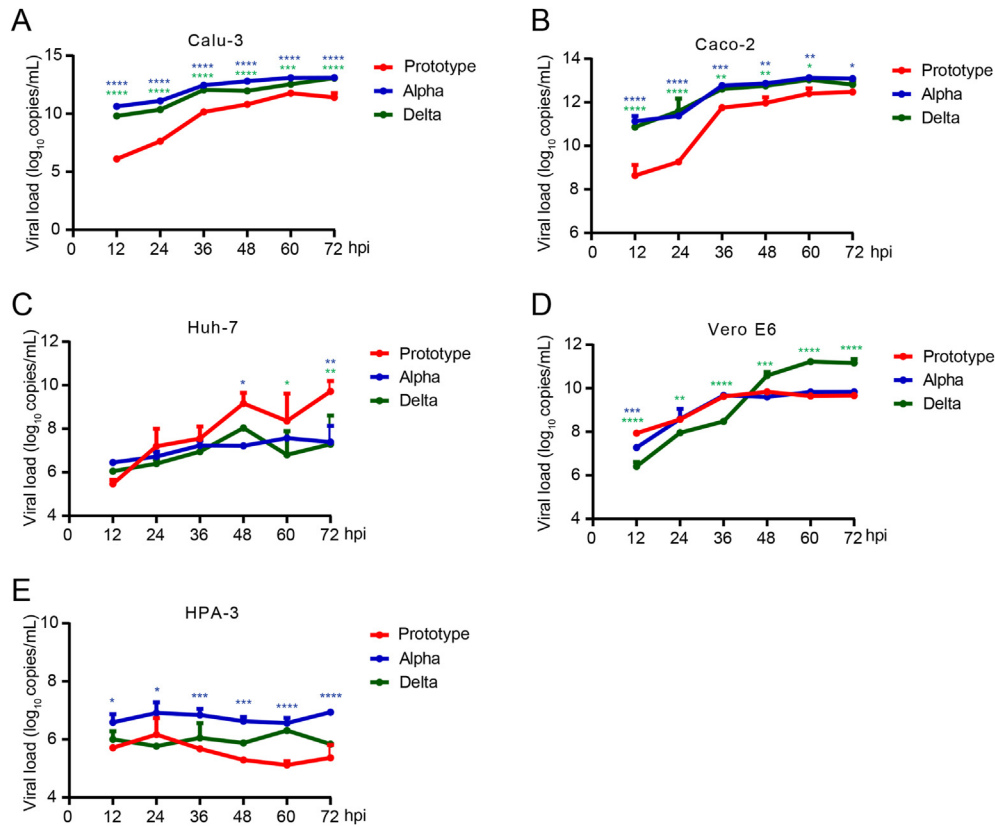 A
Calu-3
Viral load (log10 copies/mL)
15
10
5
0
**** **** **** **** **** ****
**** **** **** **** *** ****
0 12 24 36 48 60 72 hpi
Prototype
Alpha
Delta
B
Caco-2
Viral load (log10 copies/mL)
14
12
10
8
6
**** **** *** ** ** *
**** **** ** ** *
0 12 24 36 48 60 72 hpi
Prototype
Alpha
Delta
C
Huh-7
Viral load (log10 copies/mL)
12
10
8
6
4
* **
* **
0 12 24 36 48 60 72 hpi
Prototype
Alpha
Delta
D
Vero E6
Viral load (log10 copies/mL)
12
10
8
6
4
***
**** ** **** *** **** ****
0 12 24 36 48 60 72 hpi
Prototype
Alpha
Delta
E
HPA-3
Viral load (log10 copies/mL)
10
8
6
4
* * *** *** **** ****
0 12 24 36 48 60 72 hpi
Prototype
Alpha
Delta